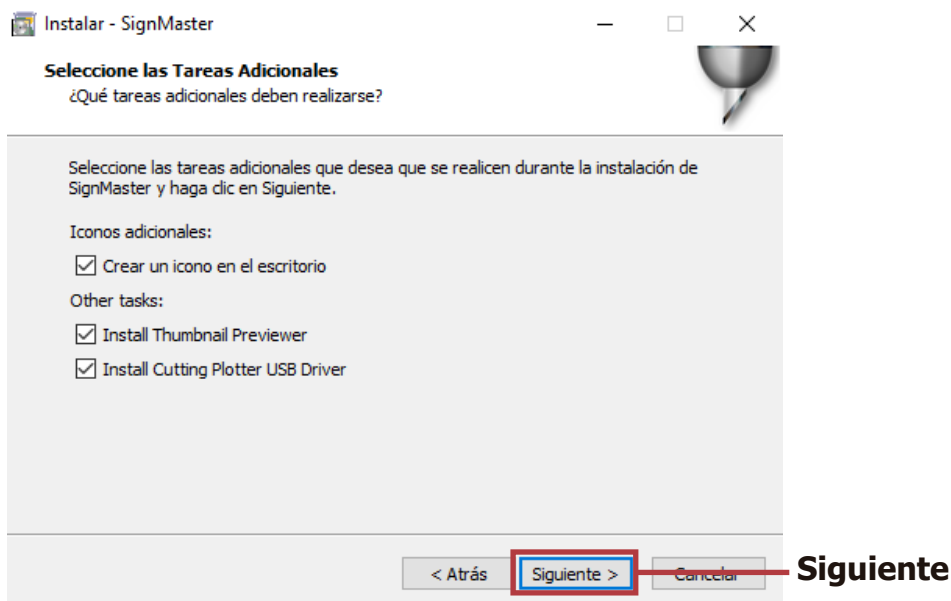 Instalar - SignMaster
Seleccione las Tareas Adicionales
¿Qué tareas adicionales deben realizarse?
Seleccione las tareas adicionales que desea que se realicen durante la instalación de
SignMaster y haga clic en Siguiente.
Iconos adicionales:
Crear un icono en el escritorio
Other tasks:
Install Thumbnail Previewer
Install Cutting Plotter USB Driver
< Atrás Siguiente > Cancelar Siguiente